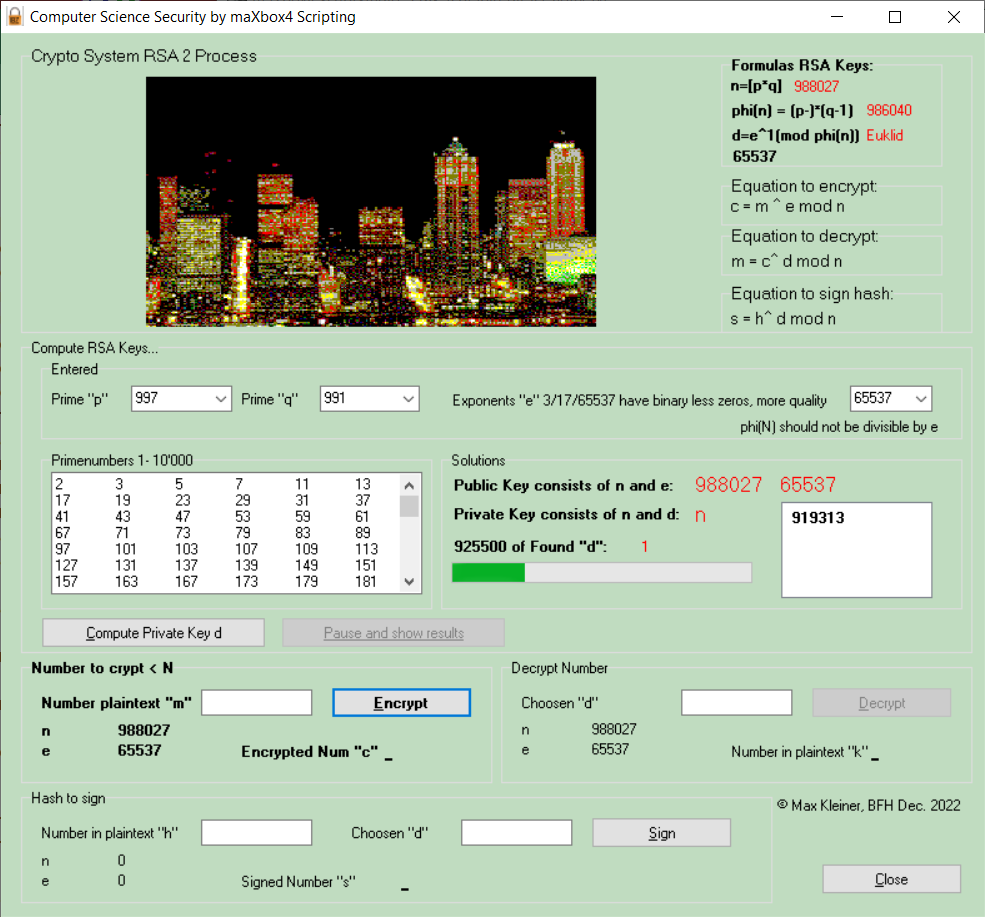 Computer Science Security by maXbox4 Scripting
Crypto System RSA 2 Process
Formulas RSA Keys:
n=[p*q] 988027
phi(n) = (p-)*(q-1) 986040
d=e^1(mod phi(n)) Euklid
65537
Equation to encrypt:
c = m ^ e mod n
Equation to decrypt:
m = c^ d mod n
Equation to sign hash:
s = h^ d mod n
Compute RSA Keys...
Entered
Prime "p" 997 Prime "q" 991 Exponents "e" 3/17/65537 have binary less zeros, more quality 65537
phi(N) should not be divisible by e
Primenumbers 1- 10'000
2 3 5 7 11 13
17 19 23 29 31 37
41 43 47 53 59 61
67 71 73 79 83 89
97 101 103 107 109 113
127 131 137 139 149 151
157 163 167 173 179 181
Solutions
Public Key consists of n and e: 988027 65537
Private Key consists of n and d: n
919313
925500 of Found "d": 1
Compute Private Key d
Pause and show results
Number to crypt < N
Number plaintext "m" Encrypt
n 988027
e 65537 Encrypted Num "c" _
Decrypt Number
Choosen "d" Decrypt
n 988027
e 65537 Number in plaintext "k" _
Hash to sign
Number in plaintext "h" Choosen "d" Sign
n 0
e 0 Signed Number "s" _
© Max Kleiner, BFH Dec. 2022
Close